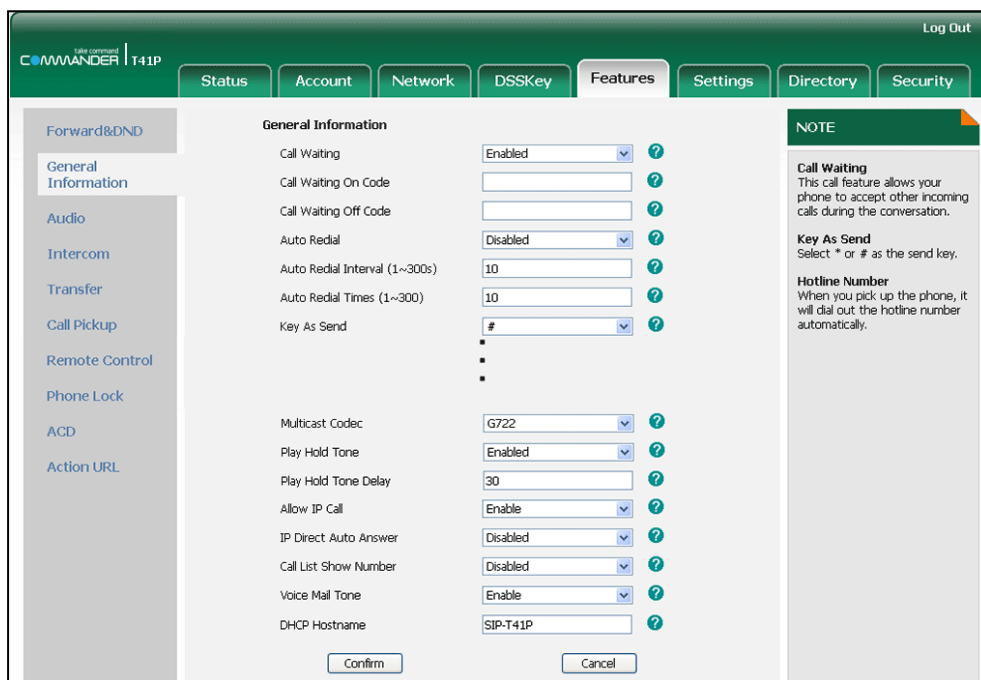 Log Out
take command
COMMANDER T41P
Status Account Network DSSKey Features Settings Directory Security
Forward&DND
General
Information
Audio
Intercom
Transfer
Call Pickup
Remote Control
Phone Lock
ACD
Action URL
General Information
Call Waiting Enabled ?
Call Waiting On Code ?
Call Waiting Off Code ?
Auto Redial Disabled ?
Auto Redial Interval (1~300s) 10 ?
Auto Redial Times (1~300) 10 ?
Key As Send # ?
Multicast Codec G722 ?
Play Hold Tone Enabled ?
Play Hold Tone Delay 30 ?
Allow IP Call Enable ?
IP Direct Auto Answer Disabled ?
Call List Show Number Disabled ?
Voice Mail Tone Enable ?
DHCP Hostname SIP-T41P ?
Confirm Cancel
NOTE
Call Waiting
This call feature allows your
phone to accept other incoming
calls during the conversation.
Key As Send
Select * or # as the send key.
Hotline Number
When you pick up the phone, it
will dial out the hotline number
automatically.